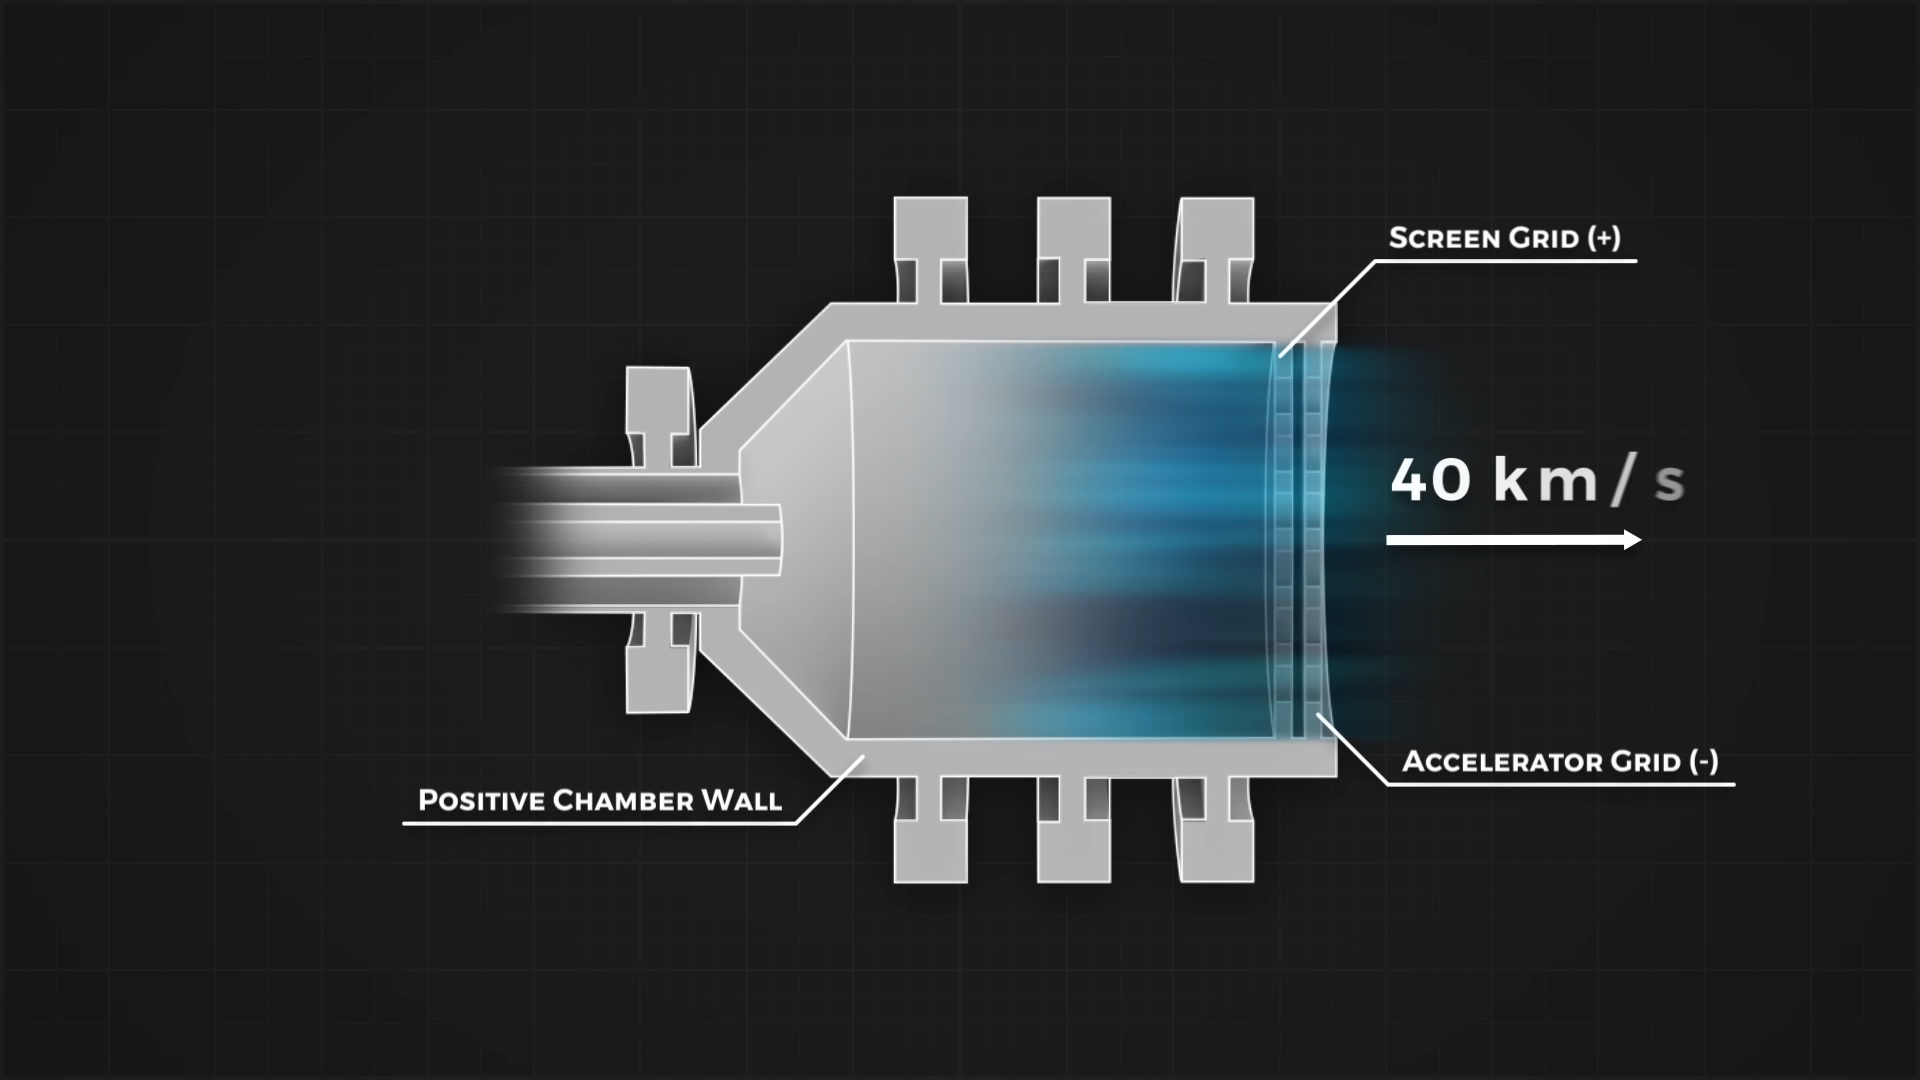 Screen Grid (+)
40 km/s
Accelerator Grid (-)
Positive Chamber Wall